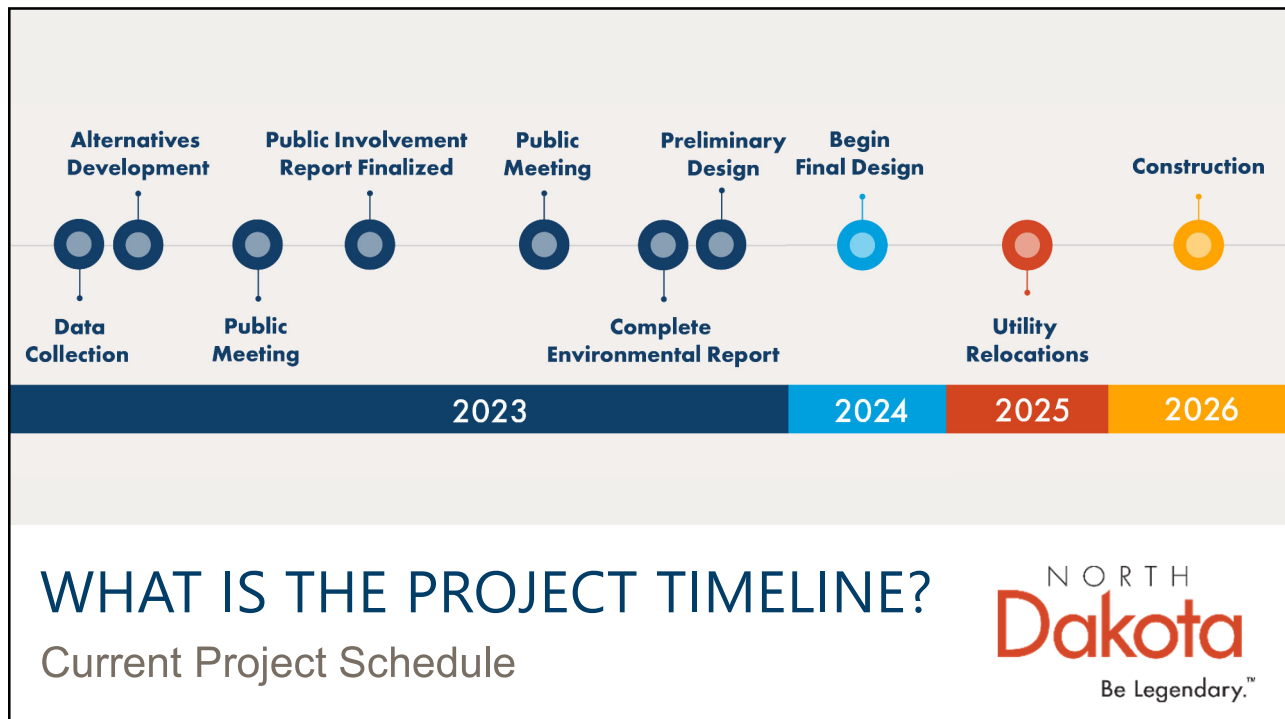 Alternatives
Development
Public Involvement
Report Finalized
Public
Meeting
Preliminary
Design
Begin
Final Design
Construction
Data
Collection
Public
Meeting
Complete
Environmental Report
Utility
Relocations
2023
2024
2025
2026
WHAT IS THE PROJECT TIMELINE?
Current Project Schedule
NORTH
Dakota
Be Legendary.™